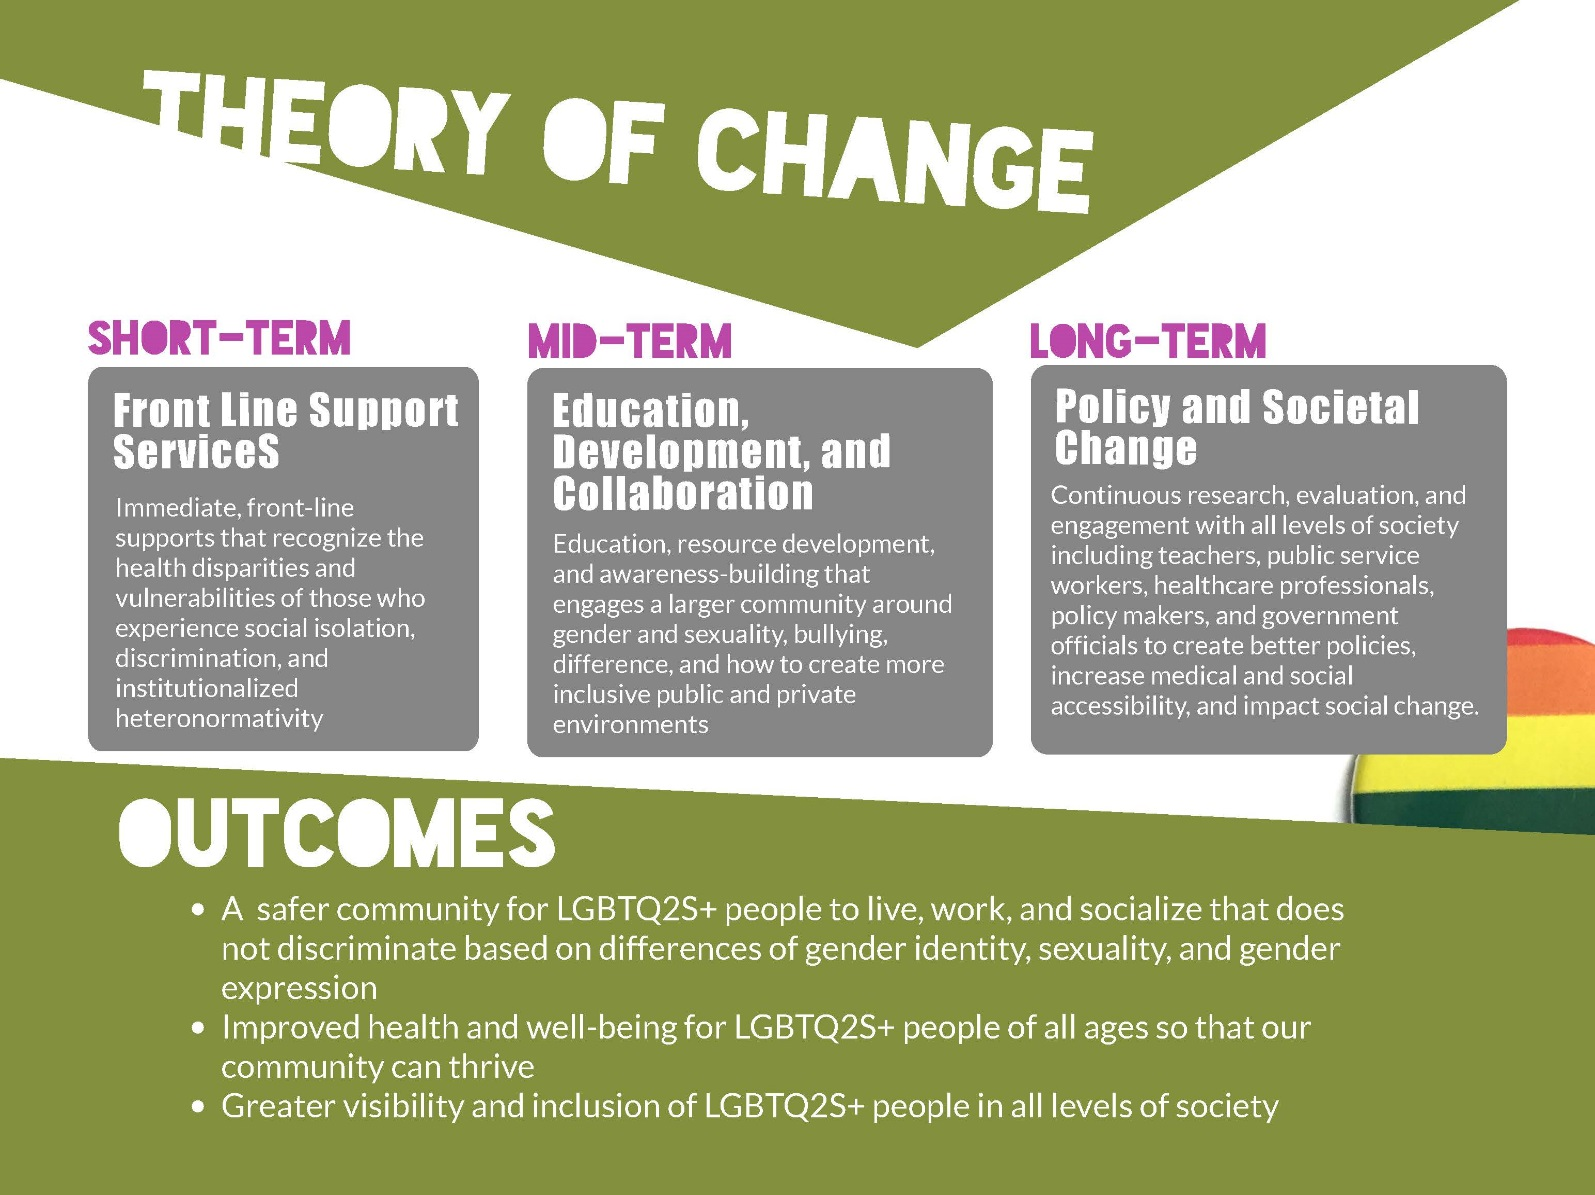 THEORY OF CHANGE
SHORT-TERM
Front Line Support
ServiceS
Immediate, front-line
supports that recognize the
health disparities and
vulnerabilities of those who
experience social isolation,
discrimination, and
institutionalized
heteronormativity
MID-TERM
Education,
Development, and
Collaboration
Education, resource development,
and awareness-building that
engages a larger community around
gender and sexuality, bullying,
difference, and how to create more
inclusive public and private
environments
LONG-TERM
Policy and Societal
Change
Continuous research, evaluation, and
engagement with all levels of society
including teachers, public service
workers, healthcare professionals,
policy makers, and government
officials to create better policies,
increase medical and social
accessibility, and impact social change.
OUTCOMES
• A safer community for LGBTQ2S+ people to live, work, and socialize that does
not discriminate based on differences of gender identity, sexuality, and gender
expression
• Improved health and well-being for LGBTQ2S+ people of all ages so that our
community can thrive
• Greater visibility and inclusion of LGBTQ2S+ people in all levels of society